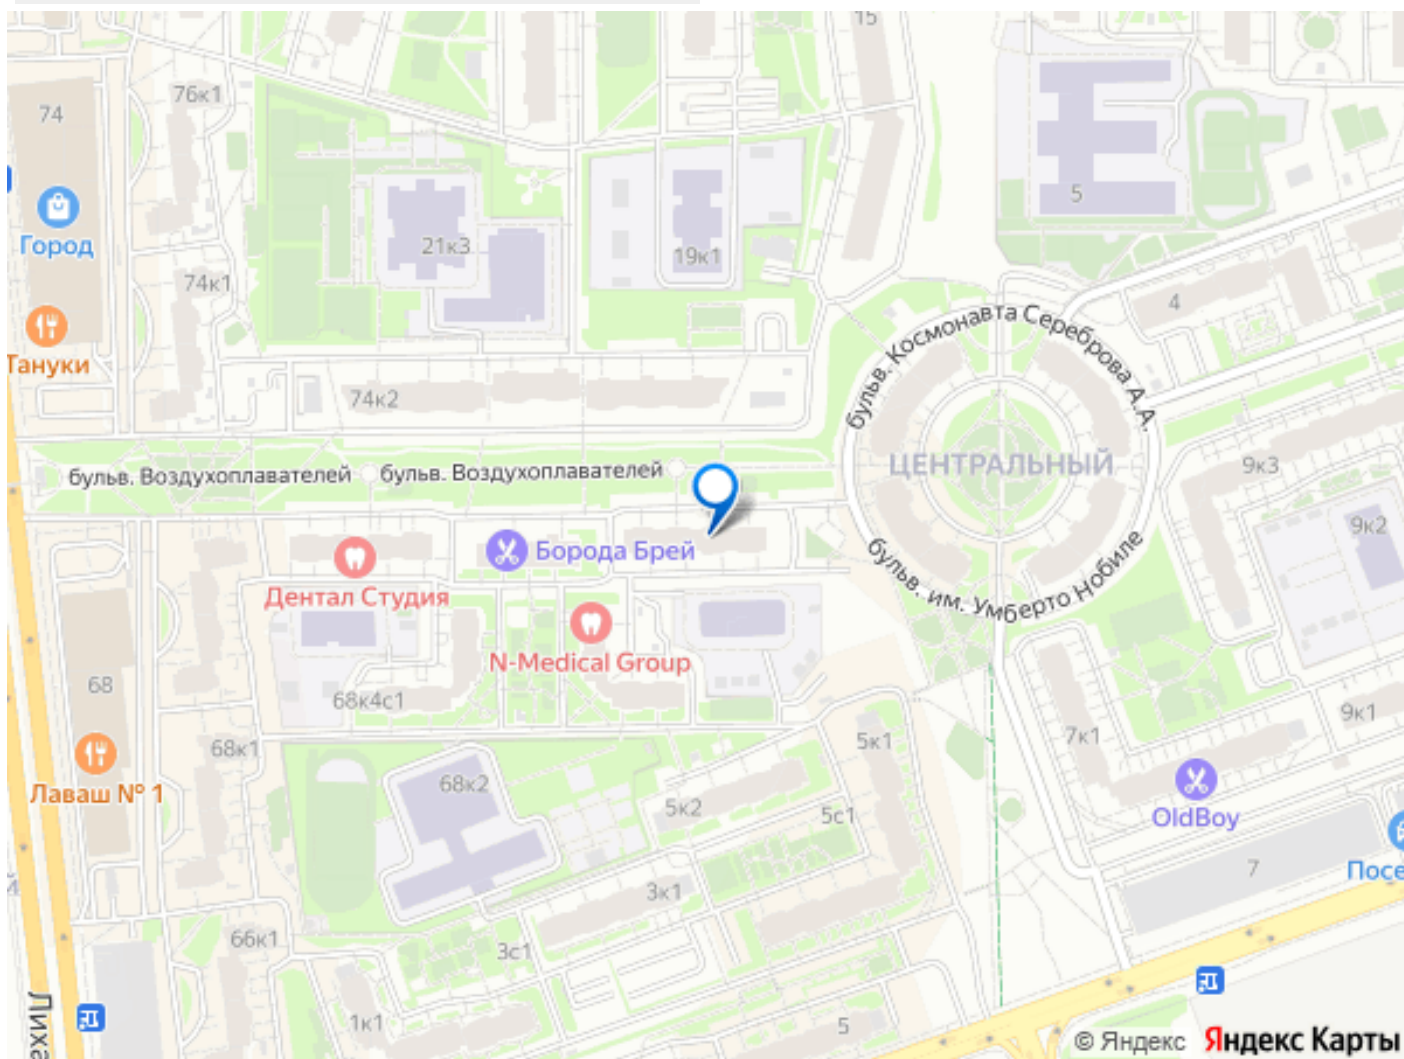 15
76к1
74
5
21к3
19к1
Город
74к1
4
Тануки
бульв. Космонавта Сереброва А.А.
74к2
ЦЕНТРАЛЬНЫЙ
9к3
бульв. Воздухоплавателей
бульв. Воздухоплавателей
9к2
Борода Брей
бульв. им. Умберто Нобиле
Дентал Студия
N-Medical Group
68
68к4с1
9к1
68к1
5к1
7к1
Лаваш № 1
68к2
5к2
5с1
OldBoy
7
Посе
3к1
66к1
3с1
Лиха
1к1
5
© Яндекс Яндекс Карты